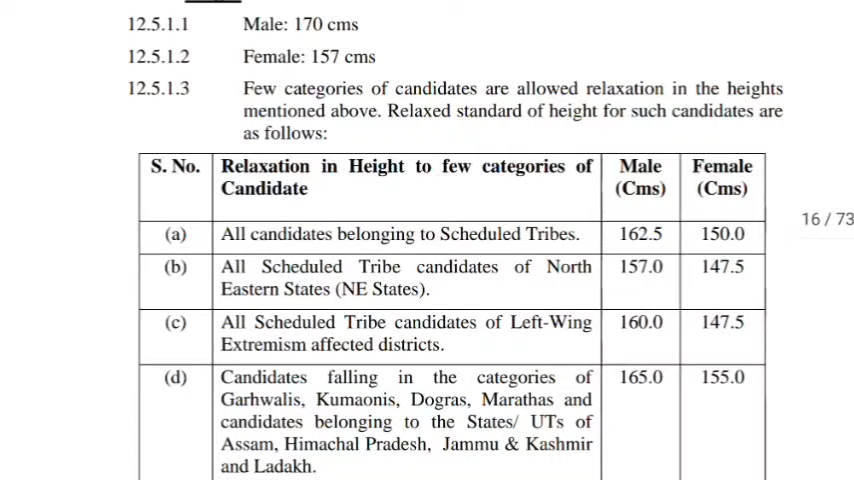 12.5.1.1 Male: 170 cms
12.5.1.2 Female: 157 cms
12.5.1.3 Few categories of candidates are allowed relaxation in the heights
mentioned above. Relaxed standard of height for such candidates are
as follows:
S. No. Relaxation in Height to few categories of Candidate Male (Cms) Female (Cms)
(a) All candidates belonging to Scheduled Tribes. 162.5 150.0
(b) All Scheduled Tribe candidates of North 157.0 147.5
Eastern States (NE States).
(c) All Scheduled Tribe candidates of Left-Wing 160.0 147.5
Extremism affected districts.
(d) Candidates falling in the categories of 165.0 155.0
Garhwalis, Kumaonis, Dogras, Marathas and
candidates belonging to the States/ UTs of
Assam, Himachal Pradesh, Jammu & Kashmir
and Ladakh.
16 / 73